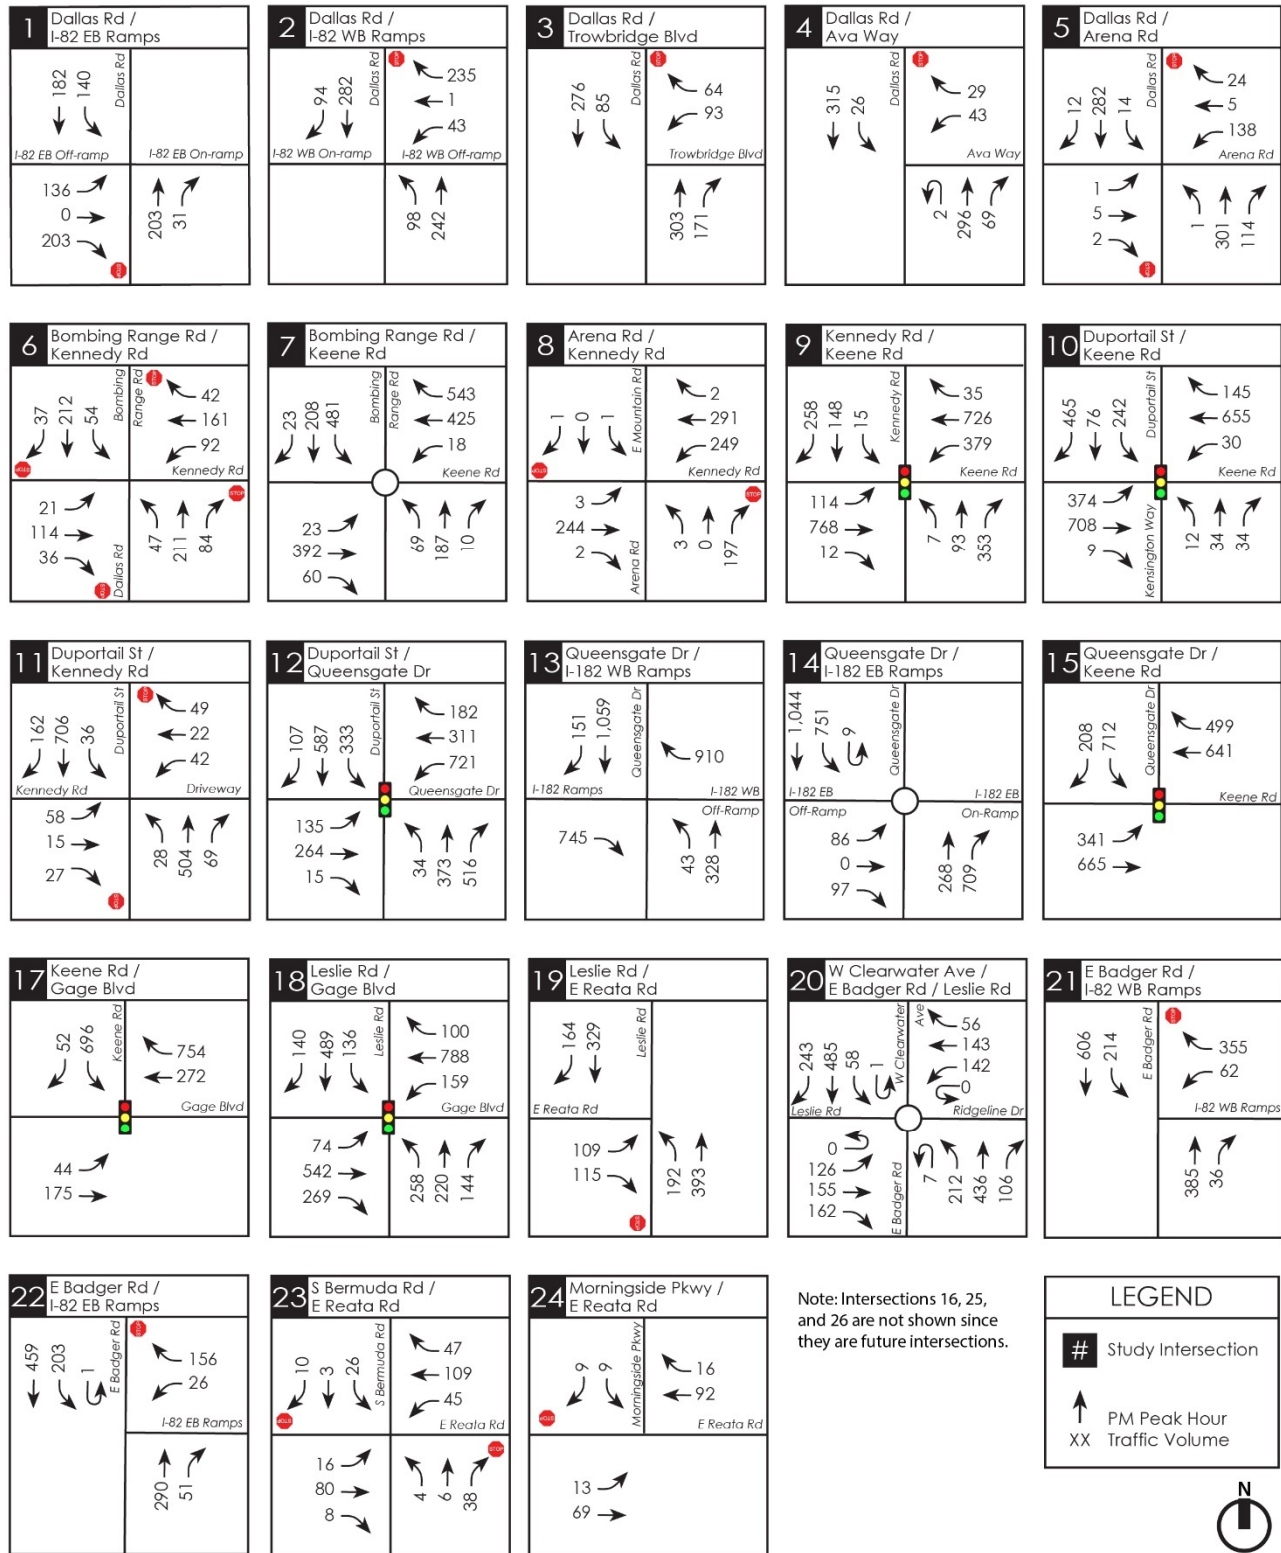 1
Dallas Rd /
I-82 EB Ramps
182
140
Dallas Rd
I-82 EB Off-ramp
I-82 EB On-ramp
136
0
203
203
31
STOP
2
Dallas Rd /
I-82 WB Ramps
94
282
Dallas Rd
STOP
235
1
43
I-82 WB On-ramp
I-82 WB Off-ramp
98
242
3
Dallas Rd /
Trowbridge Blvd
276
85
Dallas Rd
STOP
64
93
Trowbridge Blvd
303
171
4
Dallas Rd /
Ava Way
315
26
Dallas Rd
STOP
29
43
Ava Way
2
296
69
5
Dallas Rd /
Arena Rd
12
282
14
Dallas Rd
STOP
24
5
138
Arena Rd
1
5
2
1
301
114
STOP
6
Bombing Range Rd /
Kennedy Rd
37
212
54
Bombing
Range Rd
STOP
42
161
92
Kennedy Rd
STOP
21
114
36
Dallas Rd
STOP
47
211
84
STOP
7
Bombing Range Rd /
Keene Rd
23
208
481
Bombing
Range Rd
543
425
18
Keene Rd
23
392
60
69
187
10
8
Arena Rd /
Kennedy Rd
1
0
1
E Mountain Rd
2
291
249
Kennedy Rd
STOP
3
244
2
Arena Rd
3
0
197
STOP
9
Kennedy Rd /
Keene Rd
258
148
15
Kennedy Rd
35
726
379
Keene Rd
114
768
12
7
93
353
10
Duportail St /
Keene Rd
465
76
242
Duportail St
145
655
30
Keene Rd
374
708
9
Kensington Way
12
34
34
11
Duportail St /
Kennedy Rd
162
706
36
Duportail St
STOP
49
22
42
Kennedy Rd
Driveway
58
15
27
STOP
28
504
69
12
Duportail St /
Queensgate Dr
107
587
333
Duportail St
182
311
721
Queensgate Dr
135
264
15
34
373
516
13
Queensgate Dr /
I-182 WB Ramps
151
1,059
Queensgate Dr
910
I-182 Ramps
I-182 WB
Off-Ramp
745
43
328
14
Queensgate Dr /
I-182 EB Ramps
1,044
751
9
Queensgate Dr
I-182 EB
Off-Ramp
I-182 EB
On-Ramp
86
0
97
268
709
15
Queensgate Dr /
Keene Rd
208
712
Queensgate Dr
499
641
Keene Rd
341
665
17
Keene Rd /
Gage Blvd
52
696
Keene Rd
754
272
Gage Blvd
44
175
18
Leslie Rd /
Gage Blvd
140
489
136
Leslie Rd
100
788
159
Gage Blvd
74
542
269
258
220
144
19
Leslie Rd /
E Reata Rd
164
329
Leslie Rd
E Reata Rd
109
115
STOP
192
393
20
W Clearwater Ave /
E Badger Rd / Leslie Rd
243
485
58
1
W Clearwater
Ave
56
143
142
0
Leslie Rd
Ridgeline Dr
0
126
155
162
E Badger Rd
7
212
436
106
21
E Badger Rd /
I-82 WB Ramps
606
214
E Badger Rd
STOP
355
62
I-82 WB Ramps
385
36
22
E Badger Rd /
I-82 EB Ramps
459
203
1
E Badger Rd
STOP
156
26
I-82 EB Ramps
290
51
23
S Bermuda Rd /
E Reata Rd
10
3
26
S Bermuda Rd
47
109
45
E Reata Rd
STOP
16
80
8
4
6
38
STOP
24
Morningside Pkwy /
E Reata Rd
9
9
Morningside Pkwy
16
92
E Reata Rd
STOP
13
69
Note: Intersections 16, 25,
and 26 are not shown since
they are future intersections.
LEGEND
# Study Intersection
PM Peak Hour
XX Traffic Volume
N